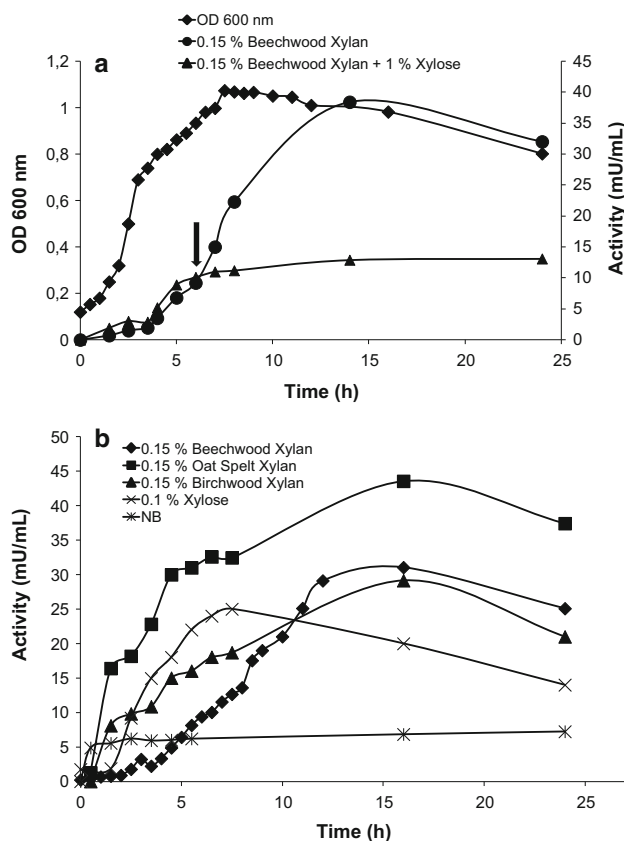 OD 600 nm
0.15 % Beechwood Xylan
0.15 % Beechwood Xylan + 1 % Xylose
a
1,2
1
0,8
0,6
0,4
0,2
0
OD 600 nm
45
40
35
30
25
20
15
10
5
0
Activity (mU/mL)
0 5 10 15 20 25
Time (h)
b
0.15 % Beechwood Xylan
0.15 % Oat Spelt Xylan
0.15 % Birchwood Xylan
0.1 % Xylose
NB
50
45
40
35
30
25
20
15
10
5
0
Activity (mU/mL)
0 5 10 15 20 25
Time (h)